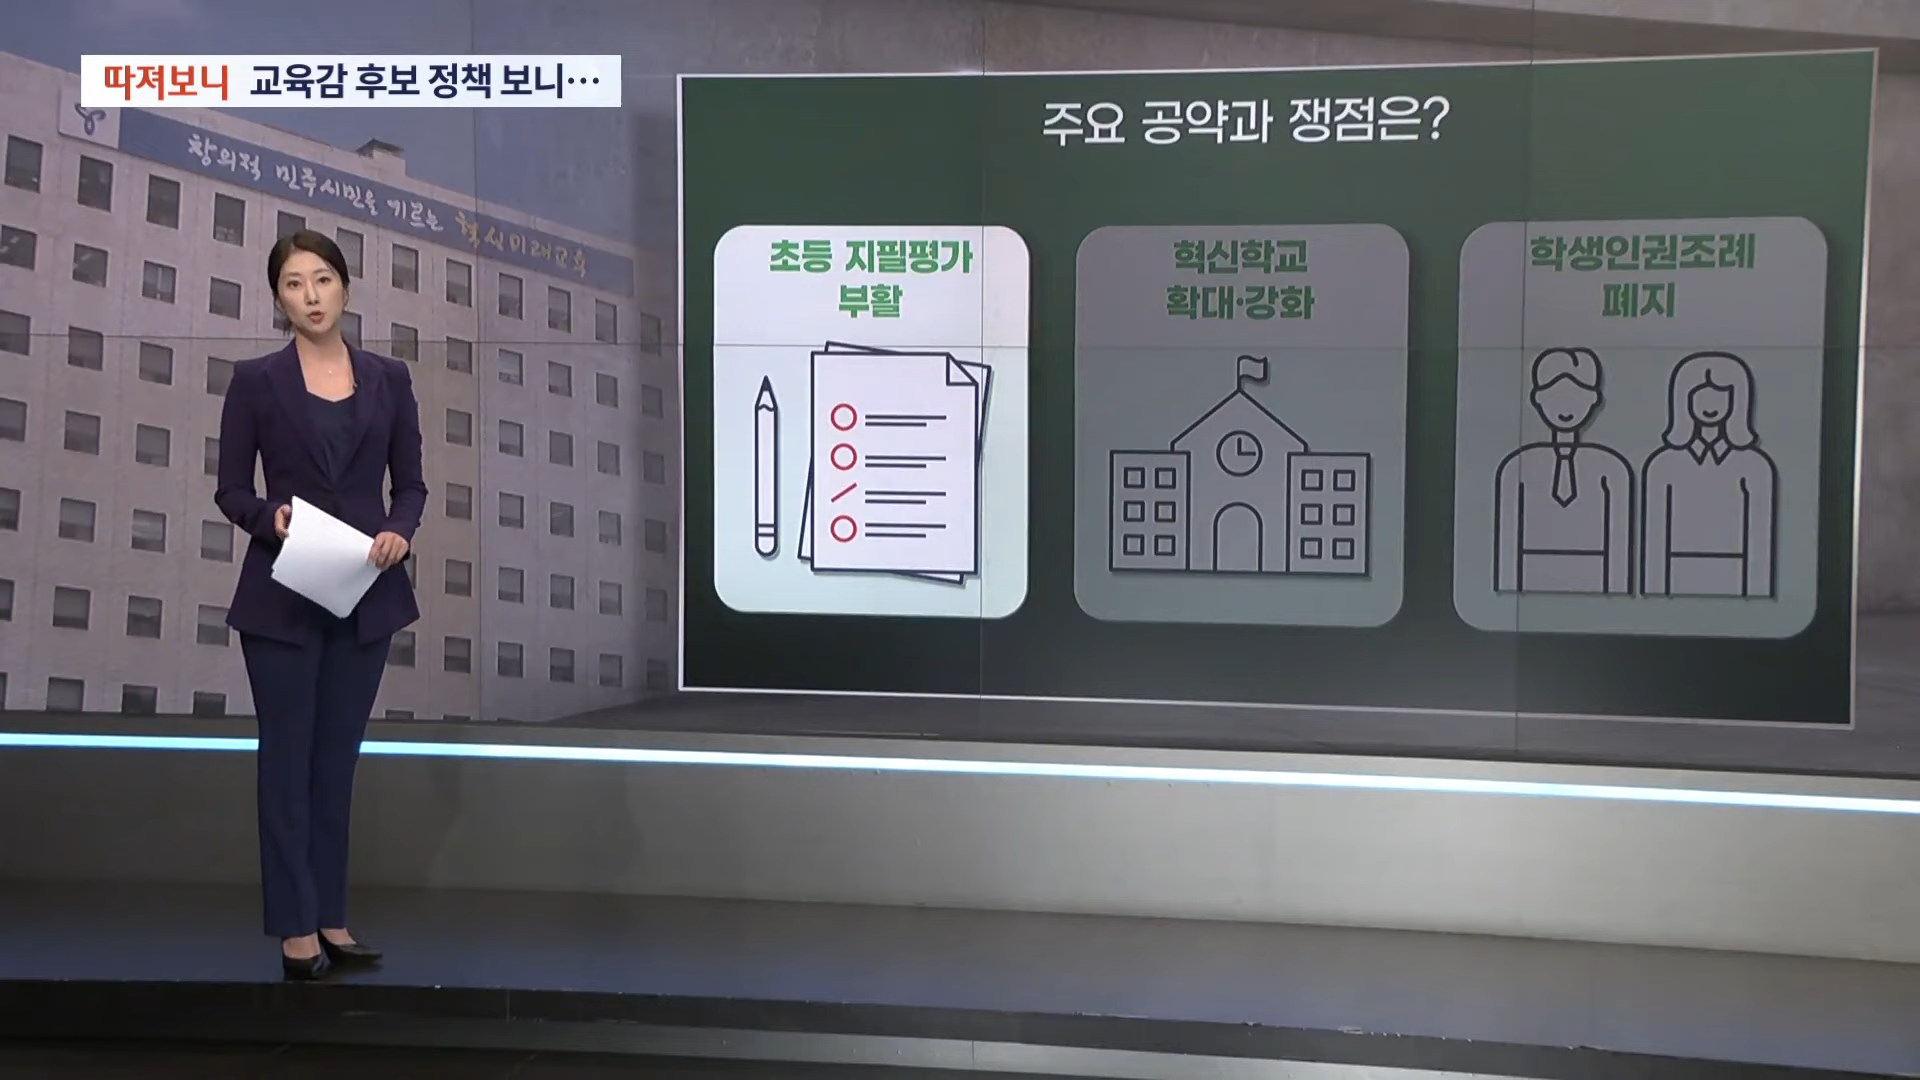 따져보니 교육감 후보 정책 보니…
창의적 민주시민을 기르는 혁신미래교육
주요 공약과 쟁점은?
초등 지필평가
부활
혁신학교
확대·강화
학생인권조례
폐지